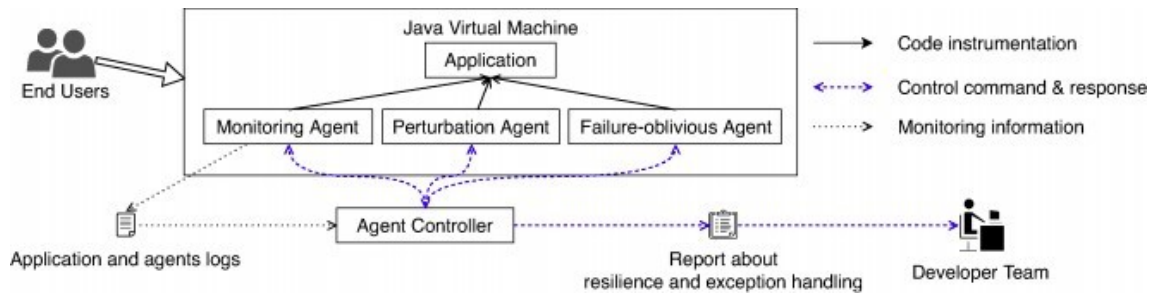 Java Virtual Machine
Application
Monitoring Agent
Perturbation Agent
Failure-oblivious Agent
End Users
Code instrumentation
Control command & response
Monitoring information
Agent Controller
Application and agents logs
Report about
resilience and exception handling
Developer Team